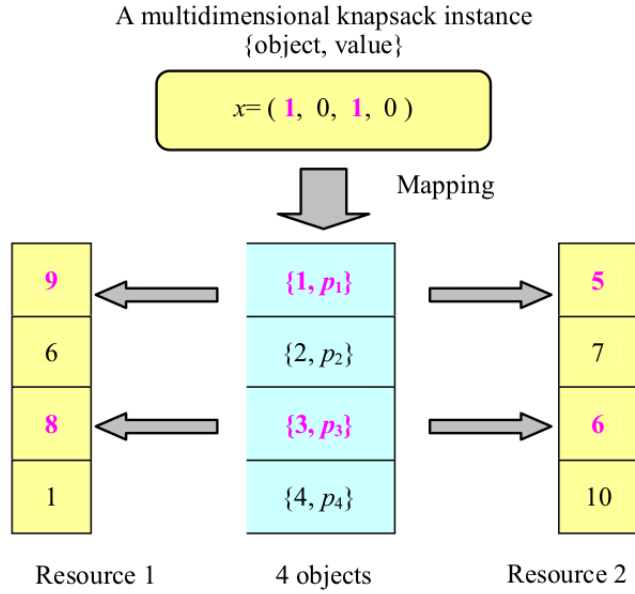 A multidimensional knapsack instance
{object, value}
x= ( 1, 0, 1, 0 )
Mapping
9 {1, p₁} 5
6 {2, p₂} 7
8 {3, p₃} 6
1 {4, p₄} 10
Resource 1 4 objects Resource 2